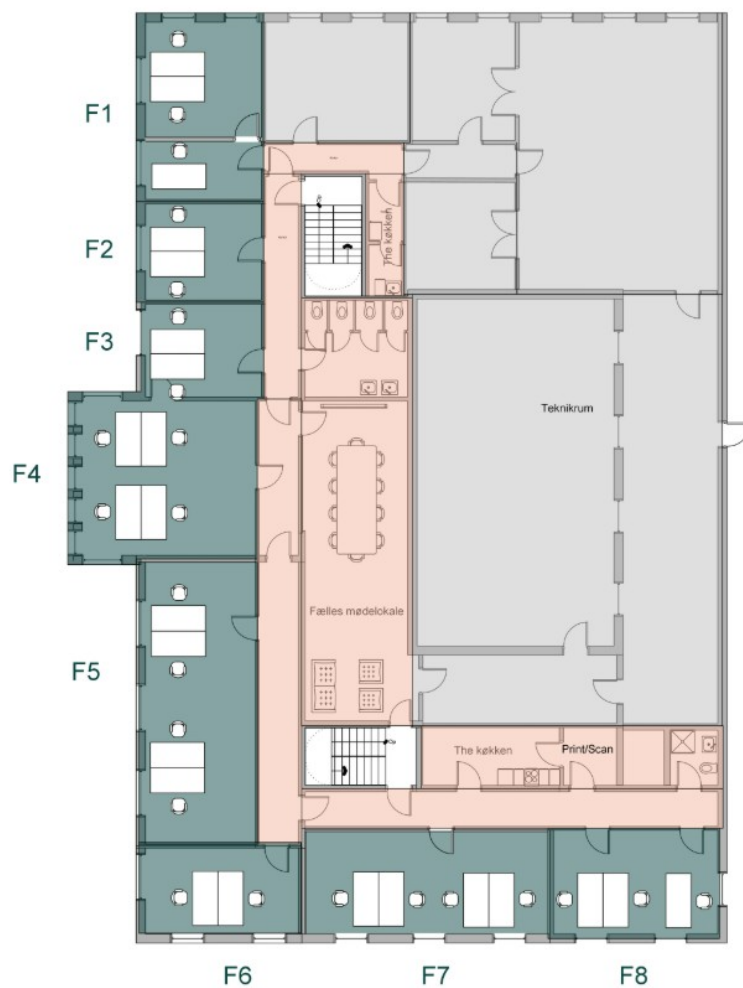 F1
The køkken
F2
F3
Teknikrum
F4
Fælles mødelokale
F5
The køkken
Print/Scan
F6
F7
F8